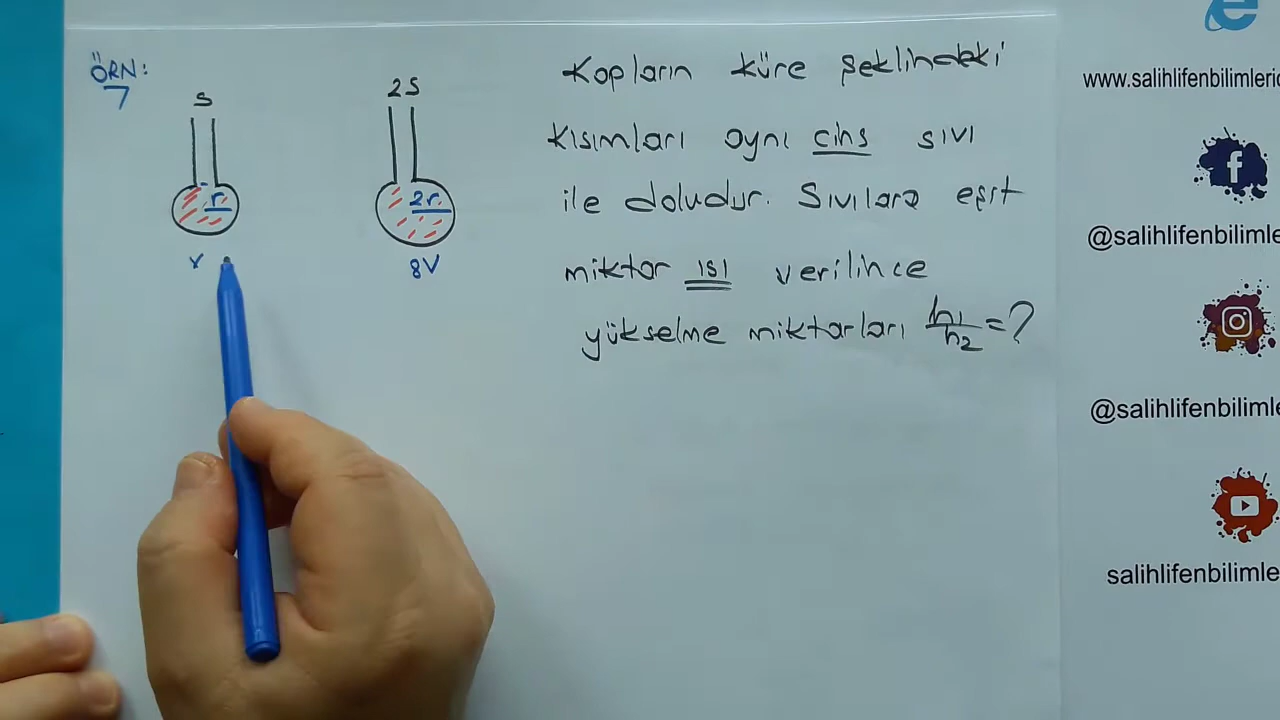 ÖRN:
7
S
2S
r
2r
V
8V
Kapların küre şeklindeki
kısımları aynı cins sıvı
ile doludur. Sıvılara eşit
miktar ısı verilince
yükselme miktarları h1/h2 = ?
www.salihlifenbilimleric
@salihlifenbilimle
@salihlifenbilimle
salihlifenbilimle